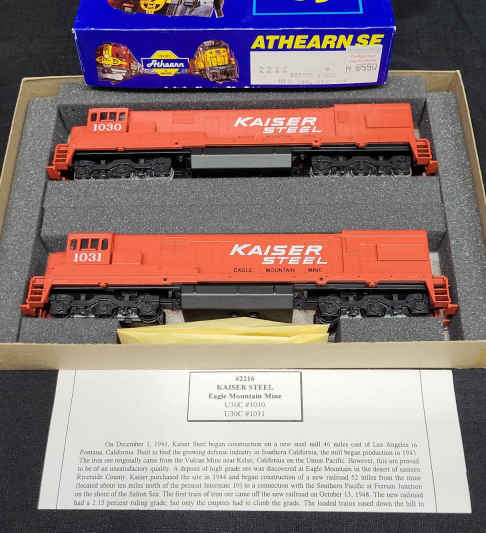 ATHEARN SE
Athearn
2212
H 6550
1030
KAISER
STEEL
1031
KAISER
STEEL
EAGLE MOUNTAIN MINE
#2216
KAISER STEEL
Eagle Mountain Mine
U30C #1030
U30C #1031
On December 1, 1941, Kaiser Steel began construction on a new steel mill 46 miles east of Los Angeles in
Fontana, California. Built to feed the growing defense industry in Southern California, the mill began production in 1943.
The iron ore originally came from the Vulcan Mine near Kelso, California on the Union Pacific. However, this ore proved
to be of unsatisfactory quality. A deposit of high grade ore was discovered at Eagle Mountain in the desert of eastern
Riverside County. Kaiser purchased the site in 1944 and began construction of a new railroad 52 miles from the mine
(located about ten miles north of the present Interstate 10) to a connection with the Southern Pacific at Ferrum Junction
on the shore of the Salton Sea. The first train of iron ore came off the new railroad on October 13, 1948. The new railroad
had a 2.15 percent ruling grade, but only the empties had to climb the grade. The loaded trains eased down the hill to